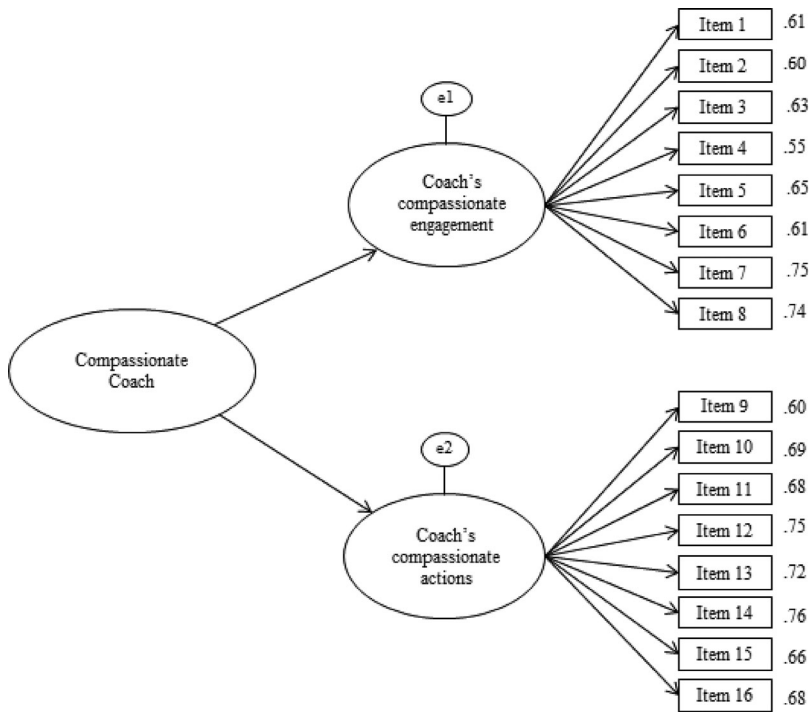 Item 1 .61
Item 2 .60
e1
Item 3 .63
Item 4 .55
Coach's
compassionate
engagement
Item 5 .65
Item 6 .61
Item 7 .75
Item 8 .74
Compassionate
Coach
Item 9 .60
e2
Item 10 .69
Item 11 .68
Item 12 .75
Coach's
compassionate
actions
Item 13 .72
Item 14 .76
Item 15 .66
Item 16 .68